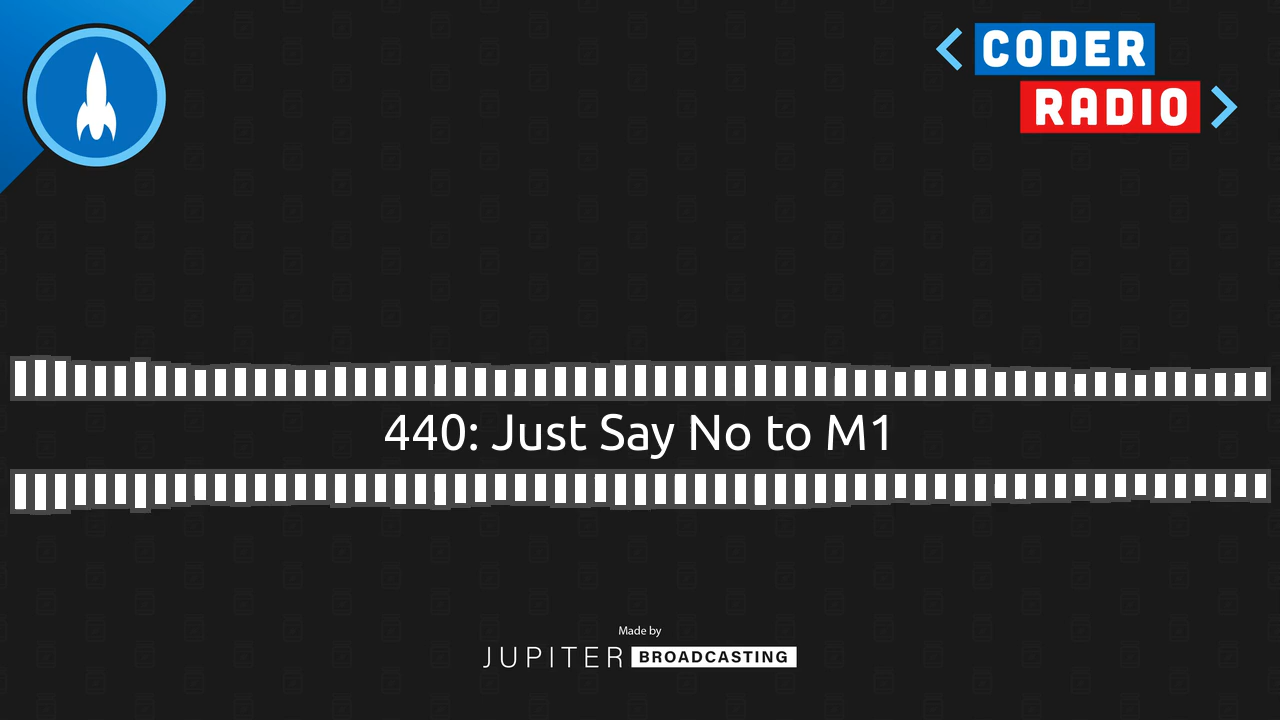 CODER
RADIO
440: Just Say No to M1
Made by
JUPITER BROADCASTING